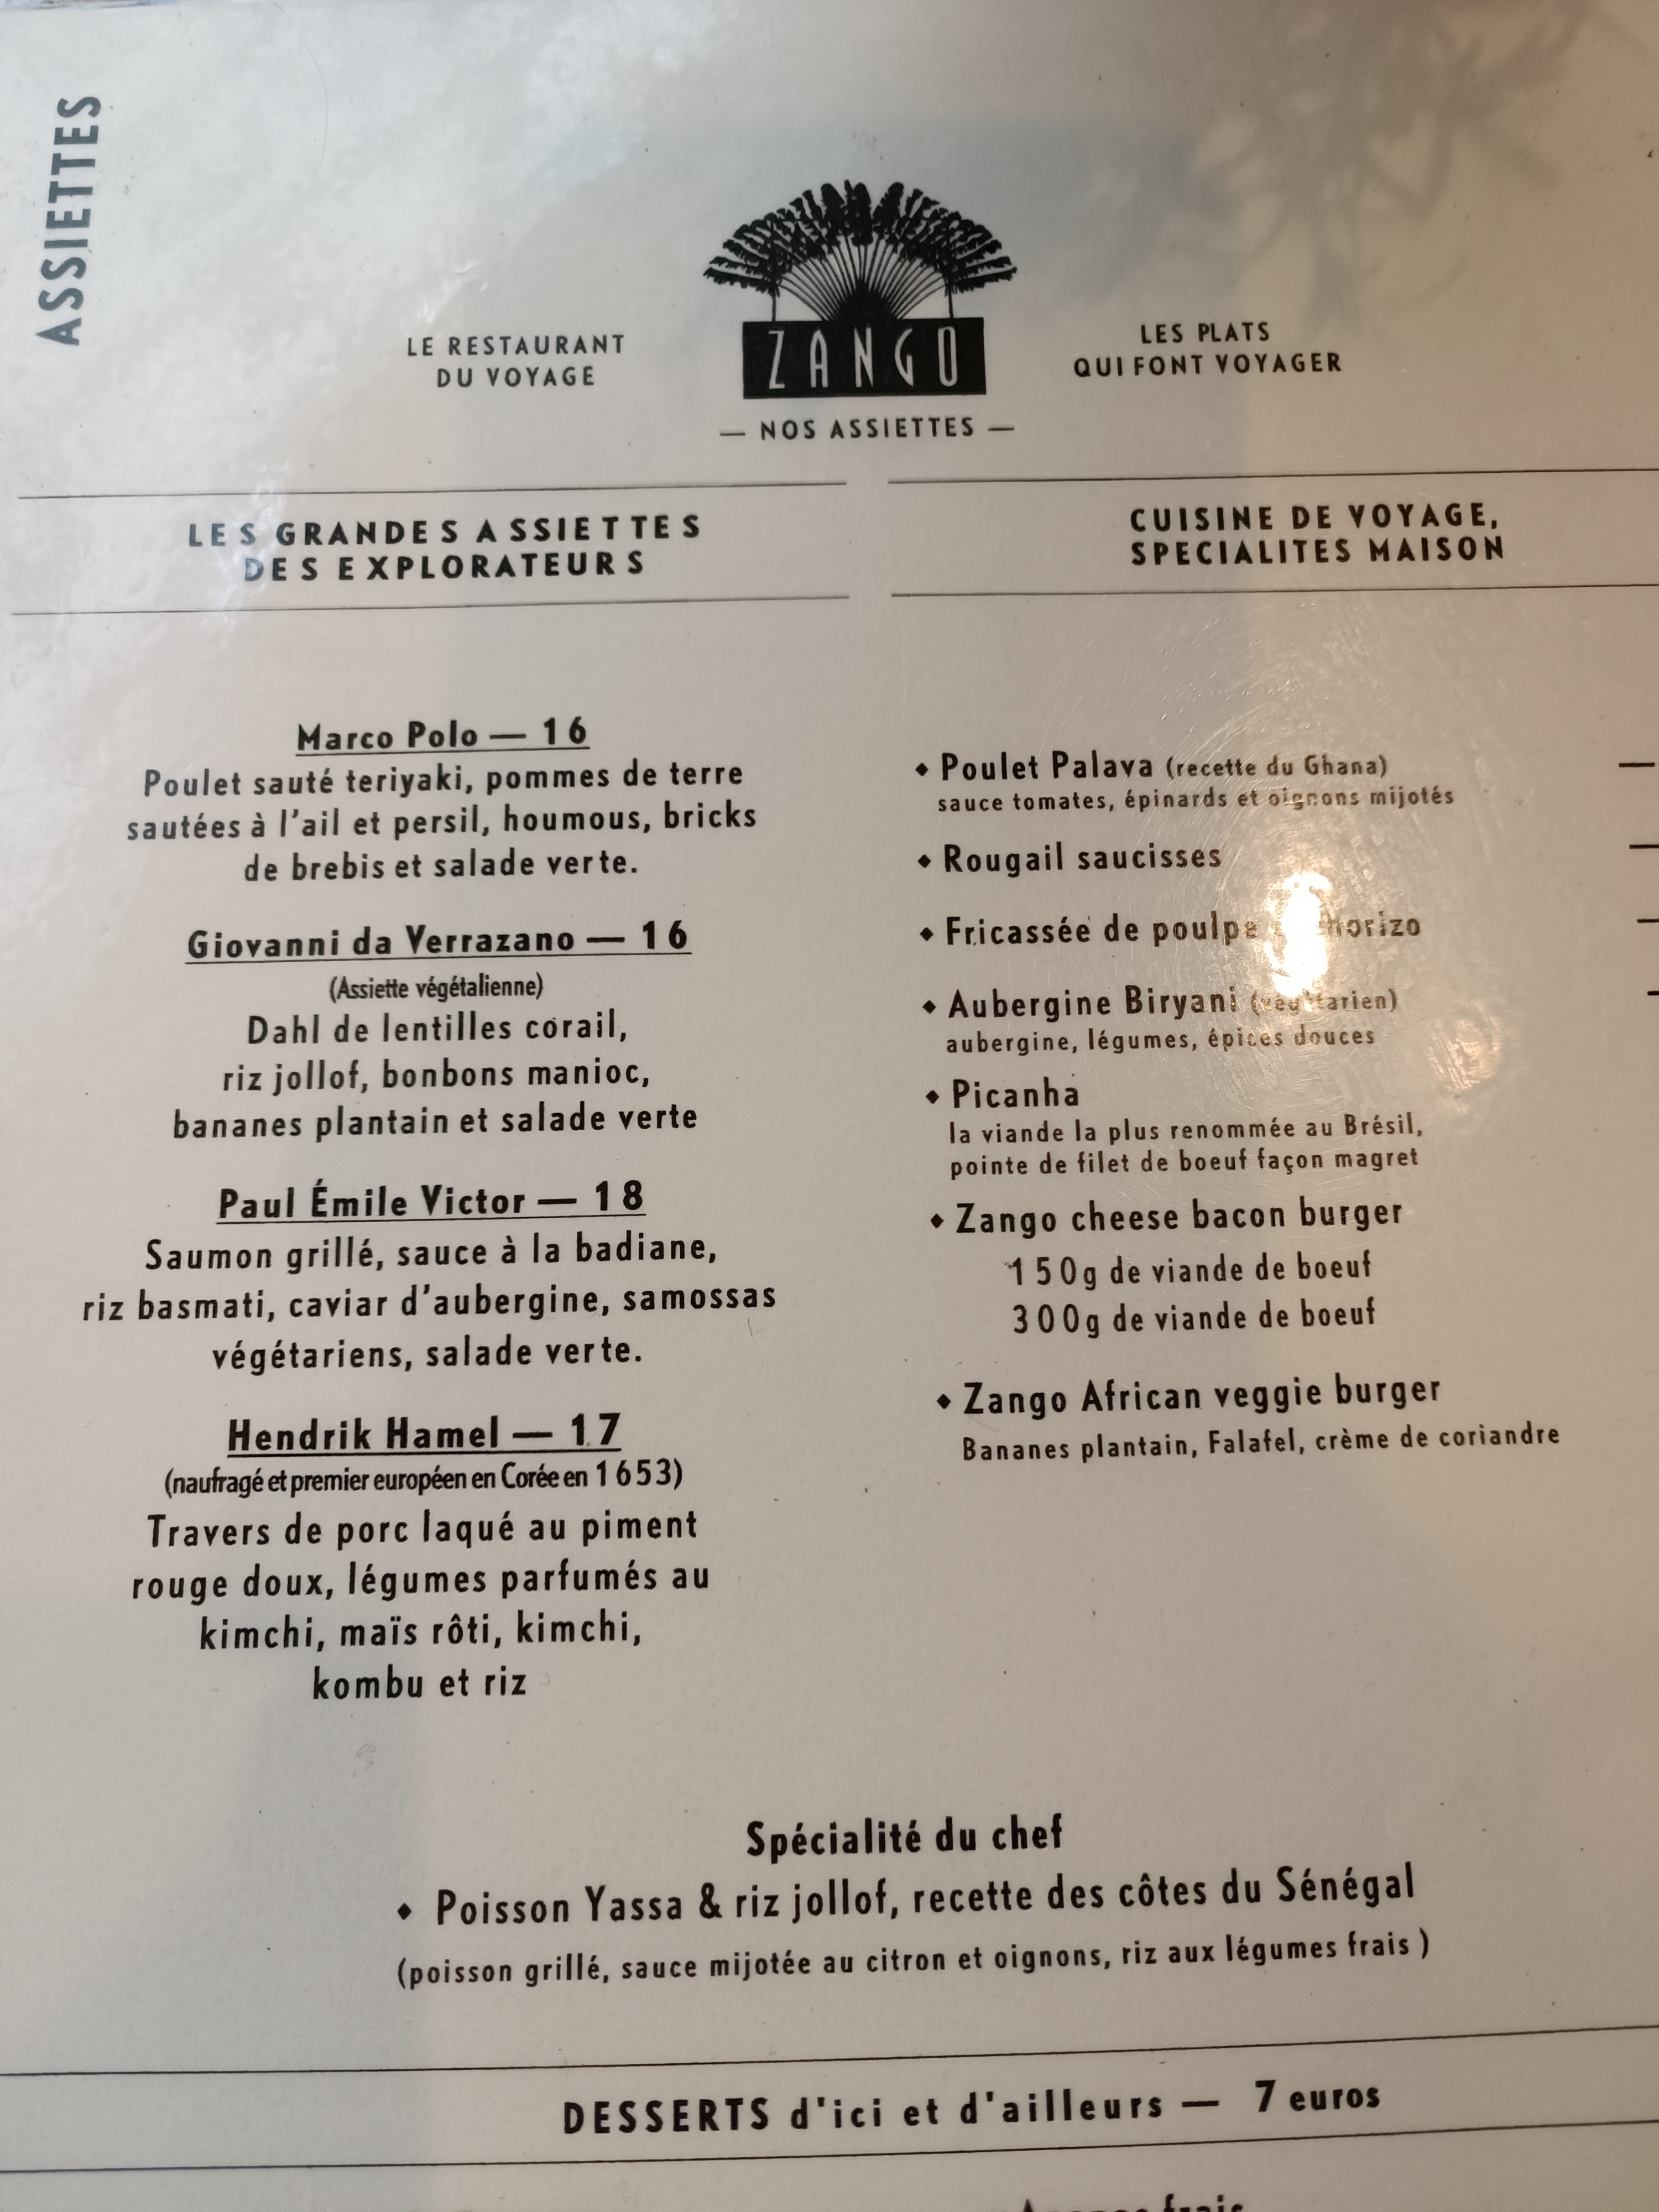 ASSIETTES
LE RESTAURANT
DU VOYAGE
ZANGO
LES PLATS
QUI FONT VOYAGER
— NOS ASSIETTES —
LES GRANDES ASSIETTES
DES EXPLORATEURS
Marco Polo — 16
Poulet sauté teriyaki, pommes de terre
sautées à l'ail et persil, houmous, bricks
de brebis et salade verte.
Giovanni da Verrazano — 16
(Assiette végétalienne)
Dahl de lentilles corail,
riz jollof, bonbons manioc,
bananes plantain et salade verte
Paul Émile Victor — 18
Saumon grillé, sauce à la badiane,
riz basmati, caviar d'aubergine, samossas
végétariens, salade verte.
Hendrik Hamel — 17
(naufragé et premier européen en Corée en 1653)
Travers de porc laqué au piment
rouge doux, légumes parfumés au
kimchi, maïs rôti, kimchi,
kombu et riz
CUISINE DE VOYAGE,
SPECIALITES MAISON
◆ Poulet Palava (recette du Ghana) —
sauce tomates, épinards et oignons mijotés
◆ Rougail saucisses —
◆ Fricassée de poulpe —
◆ Aubergine Biryani (végétarien) —
aubergine, légumes, épices douces
◆ Picanha
la viande la plus renommée au Brésil,
pointe de filet de boeuf façon magret
◆ Zango cheese bacon burger
150g de viande de boeuf
300g de viande de boeuf
◆ Zango African veggie burger
Bananes plantain, Falafel, crème de coriandre
Spécialité du chef
◆ Poisson Yassa & riz jollof, recette des côtes du Sénégal
(poisson grillé, sauce mijotée au citron et oignons, riz aux légumes frais )
DESSERTS d'ici et d'ailleurs — 7 euros